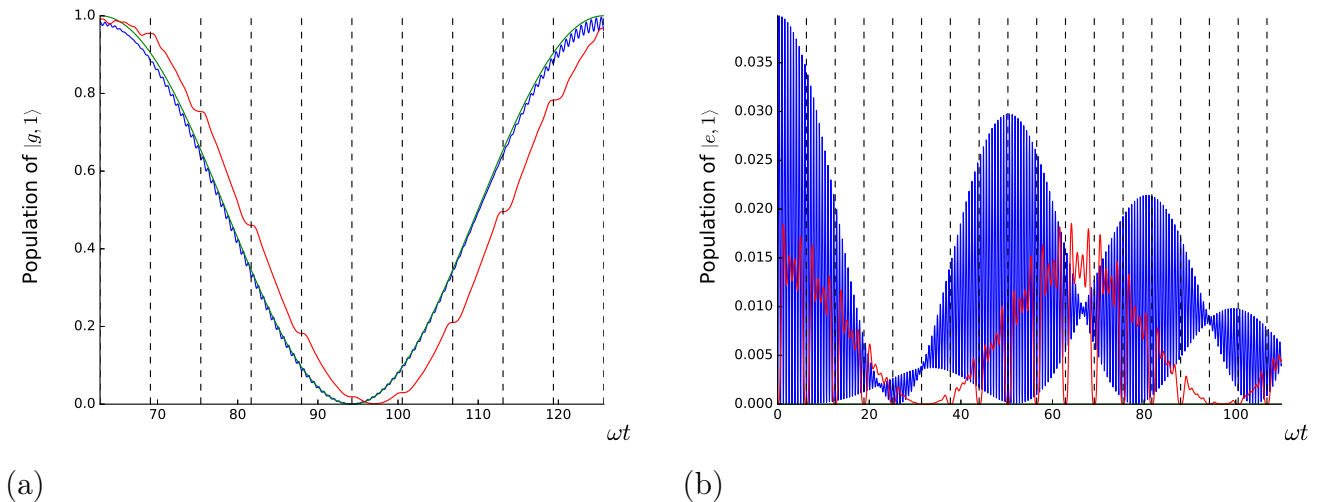 Population of |g, 1⟩
1.0
0.8
0.6
0.4
0.2
0.0
70 80 90 100 110 120
ωt
(a)
Population of |e, 1⟩
0.035
0.030
0.025
0.020
0.015
0.010
0.005
0.000
0 20 40 60 80 100
ωt
(b)